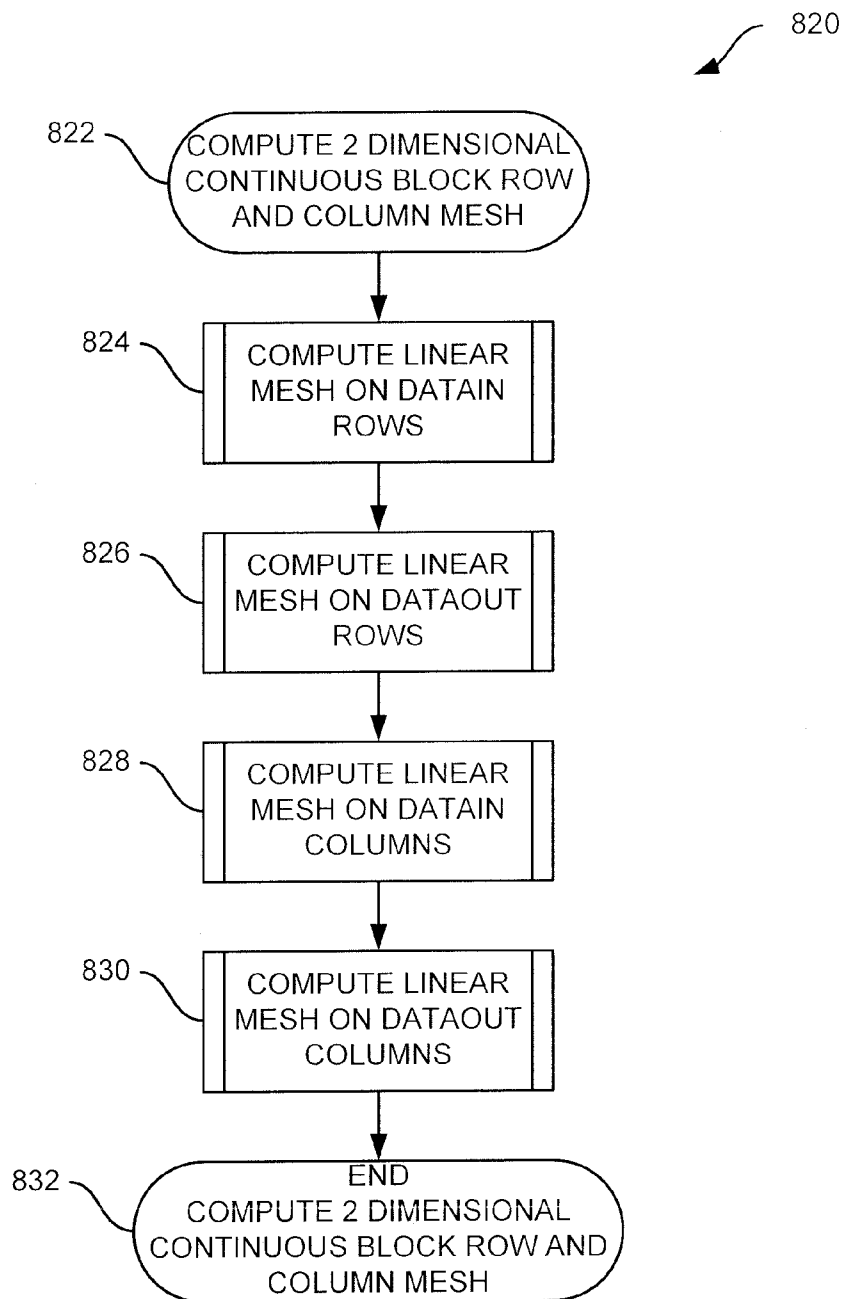 820
822
COMPUTE 2 DIMENSIONAL
CONTINUOUS BLOCK ROW
AND COLUMN MESH
824
COMPUTE LINEAR
MESH ON DATAIN
ROWS
826
COMPUTE LINEAR
MESH ON DATAOUT
ROWS
828
COMPUTE LINEAR
MESH ON DATAIN
COLUMNS
830
COMPUTE LINEAR
MESH ON DATAOUT
COLUMNS
832
END
COMPUTE 2 DIMENSIONAL
CONTINUOUS BLOCK ROW AND
COLUMN MESH